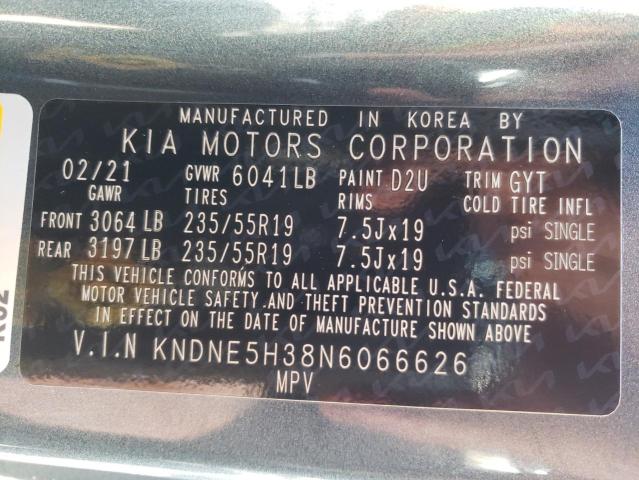 MANUFACTURED IN KOREA BY
KIA MOTORS CORPORATION
02/21 GVWR 6041LB PAINT D2U TRIM GYT
GAWR TIRES RIMS COLD TIRE INFL
FRONT 3064 LB 235/55R19 7.5Jx19 psi SINGLE
REAR 3197 LB 235/55R19 7.5Jx19 psi SINGLE
THIS VEHICLE CONFORMS TO ALL APPLICABLE U.S.A. FEDERAL
MOTOR VEHICLE SAFETY.AND THEFT PREVENTION STANDARDS
IN EFFECT ON THE DATE OF MANUFACTURE SHOWN ABOVE.
V.I.N KNDNE5H38N6066626
MPV